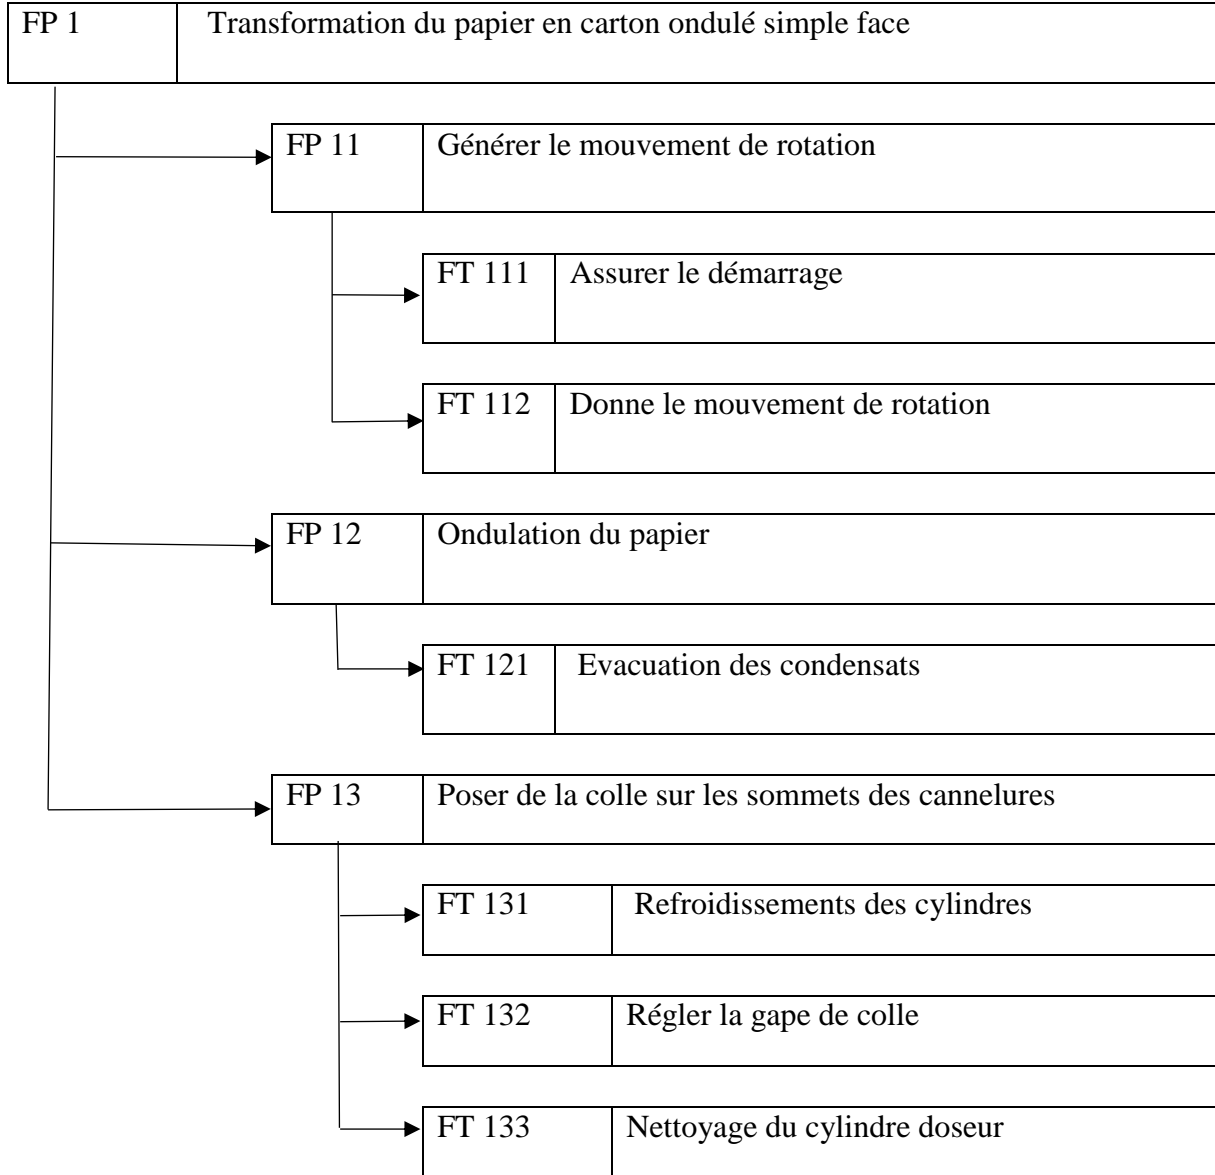 FP 1 Transformation du papier en carton ondulé simple face
FP 11 Générer le mouvement de rotation
FT 111 Assurer le démarrage
FT 112 Donne le mouvement de rotation
FP 12 Ondulation du papier
FT 121 Evacuation des condensats
FP 13 Poser de la colle sur les sommets des cannelures
FT 131 Refroidissements des cylindres
FT 132 Régler la gape de colle
FT 133 Nettoyage du cylindre doseur